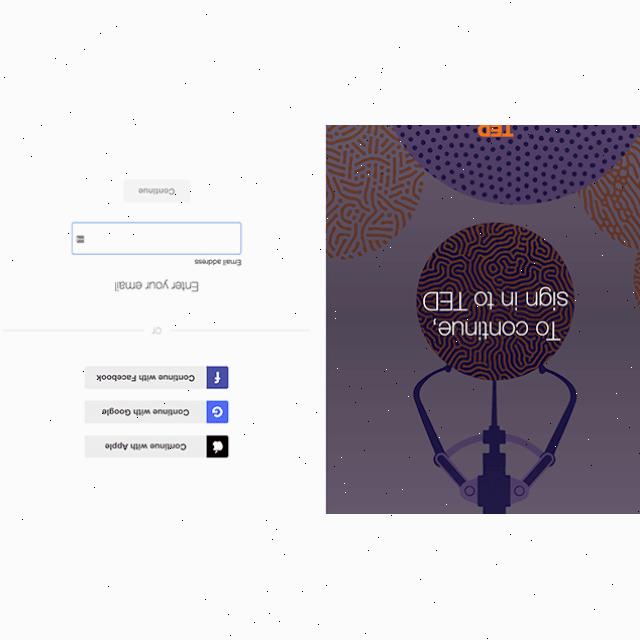 To continue,
sign in to TED
TED
Continue with Apple
Continue with Google
Continue with Facebook
or
Enter your email
Email address
Continue